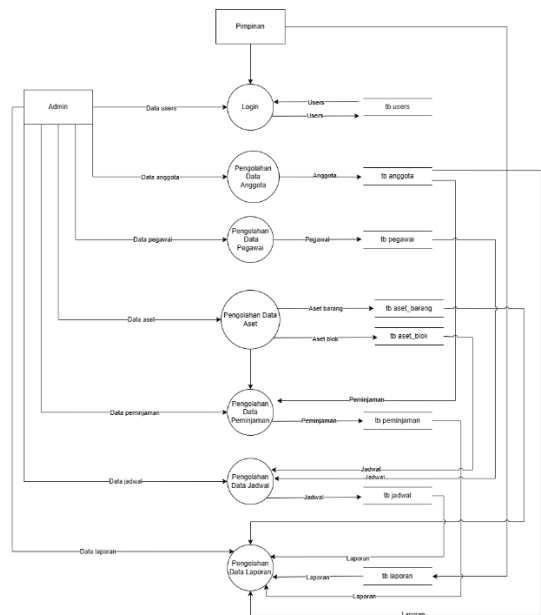 Pimpinan
Admin
Data users
Login
Users
Users
tb users
Data anggota
Pengolahan
Data
Anggota
Anggota
tb anggota
Data pegawai
Pengolahan
Data
Pegawai
Pegawai
tb pegawai
Data aset
Pengolahan Data
Aset
Aset barang
tb aset_barang
Aset blok
tb aset_blok
Data peminjaman
Pengolahan
Data
Peminjaman
Peminjaman
Peminjaman
tb peminjaman
Data jadwal
Pengolahan
Data Jadwal
Jadwal
Jadwal
Jadwal
tb jadwal
Data laporan
Pengolahan
Data Laporan
Laporan
Laporan
tb laporan
Laporan
Laporan